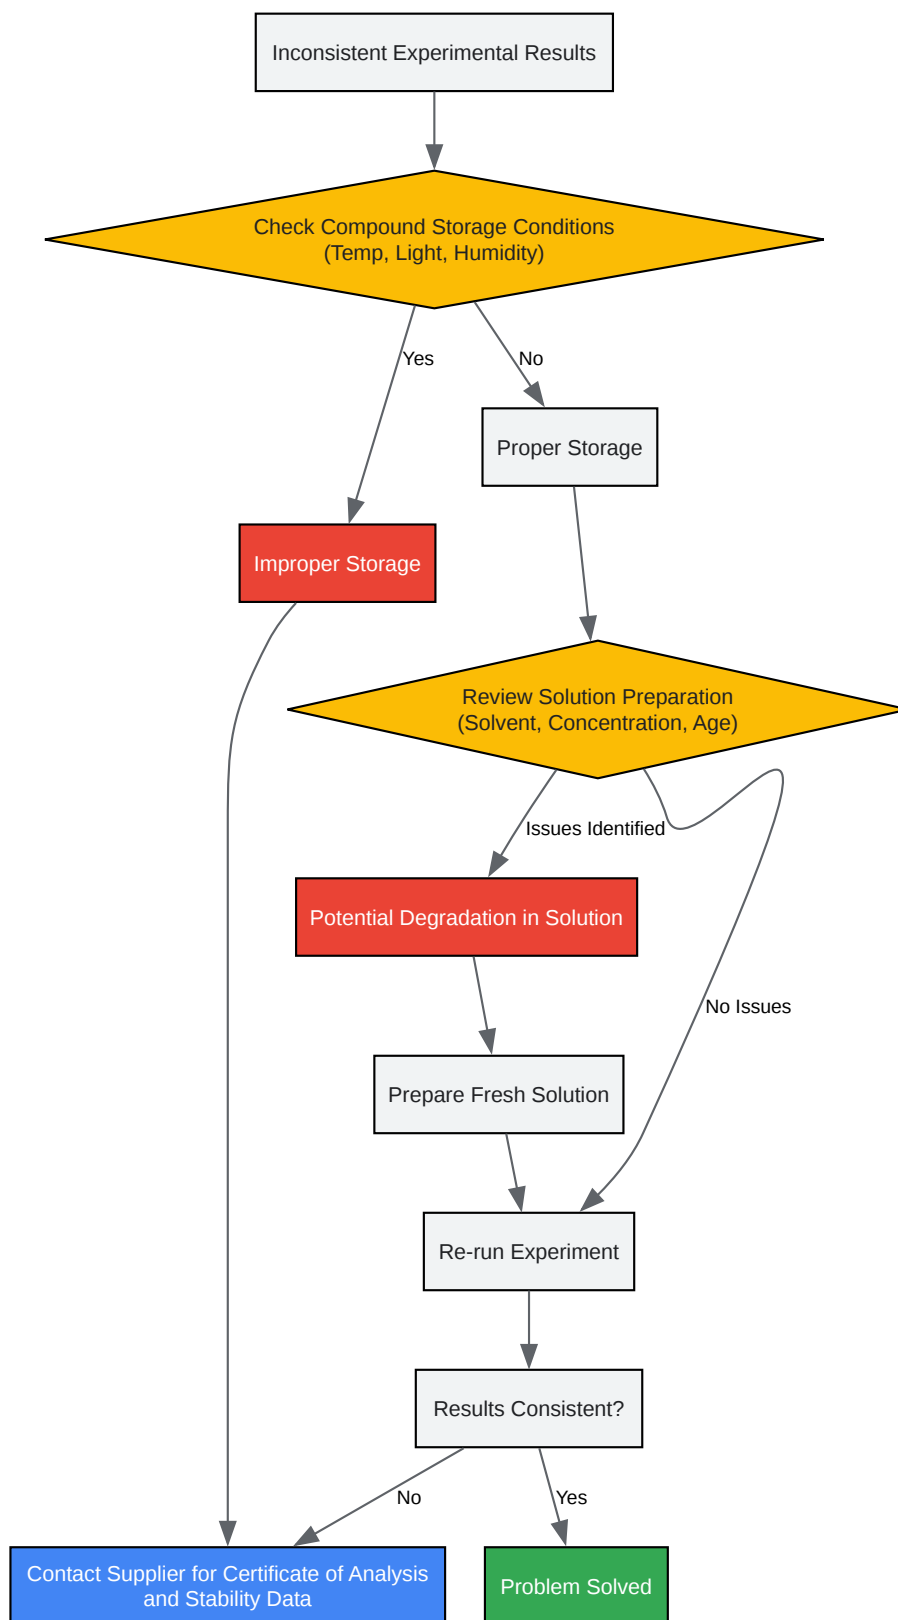 Inconsistent Experimental Results
Check Compound Storage Conditions
(Temp, Light, Humidity)
Yes
No
Proper Storage
Improper Storage
Review Solution Preparation
(Solvent, Concentration, Age)
Issues Identified
Potential Degradation in Solution
No Issues
Prepare Fresh Solution
Re-run Experiment
Results Consistent?
No
Yes
Contact Supplier for Certificate of Analysis
and Stability Data
Problem Solved